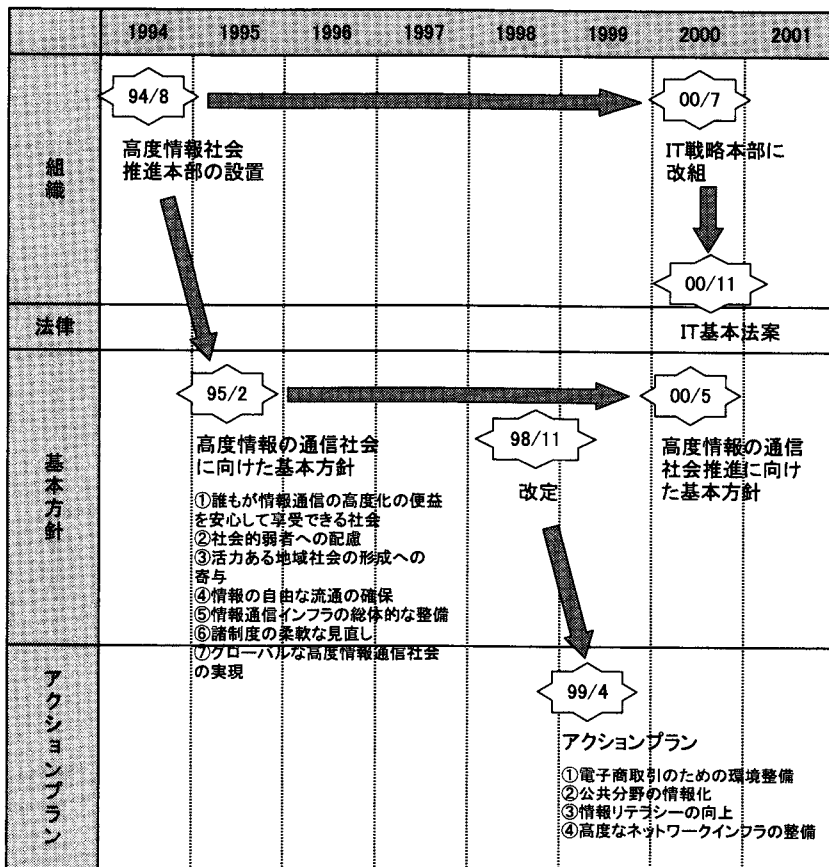 1994 1995 1996 1997 1998 1999 2000 2001
組織
94/8
高度情報社会
推進本部の設置
00/7
IT戦略本部に
改組
00/11
法律
IT基本法案
基本方針
95/2
高度情報の通信社会
に向けた基本方針
①誰もが情報通信の高度化の便益
を安心して享受できる社会
②社会的弱者への配慮
③活力ある地域社会の形成への
寄与
④情報の自由な流通の確保
⑤情報通信インフラの総体的な整備
⑥諸制度の柔軟な見直し
⑦グローバルな高度情報通信社会
の実現
98/11
改定
00/5
高度情報の通信
社会推進に向け
た基本方針
アクションプラン
99/4
アクションプラン
①電子商取引のための環境整備
②公共分野の情報化
③情報リテラシーの向上
④高度なネットワークインフラの整備